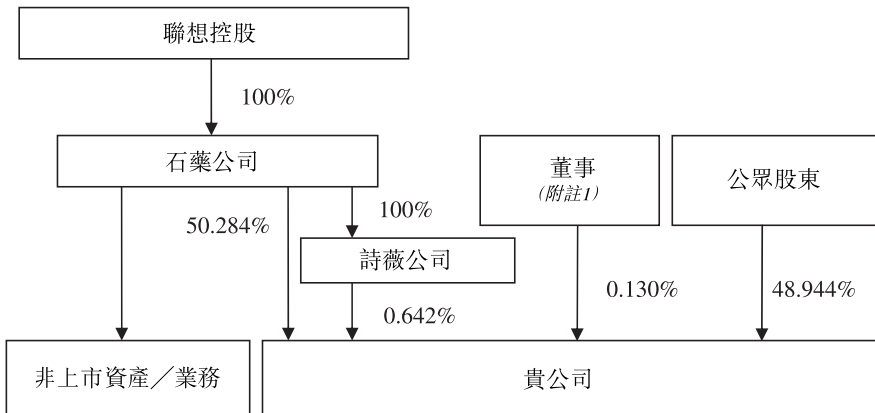 聯想控股
100%
石藥公司
董事
(附註1)
公眾股東
50.284%
100%
詩薇公司
0.642%
0.130%
48.944%
非上市資產／業務
貴公司